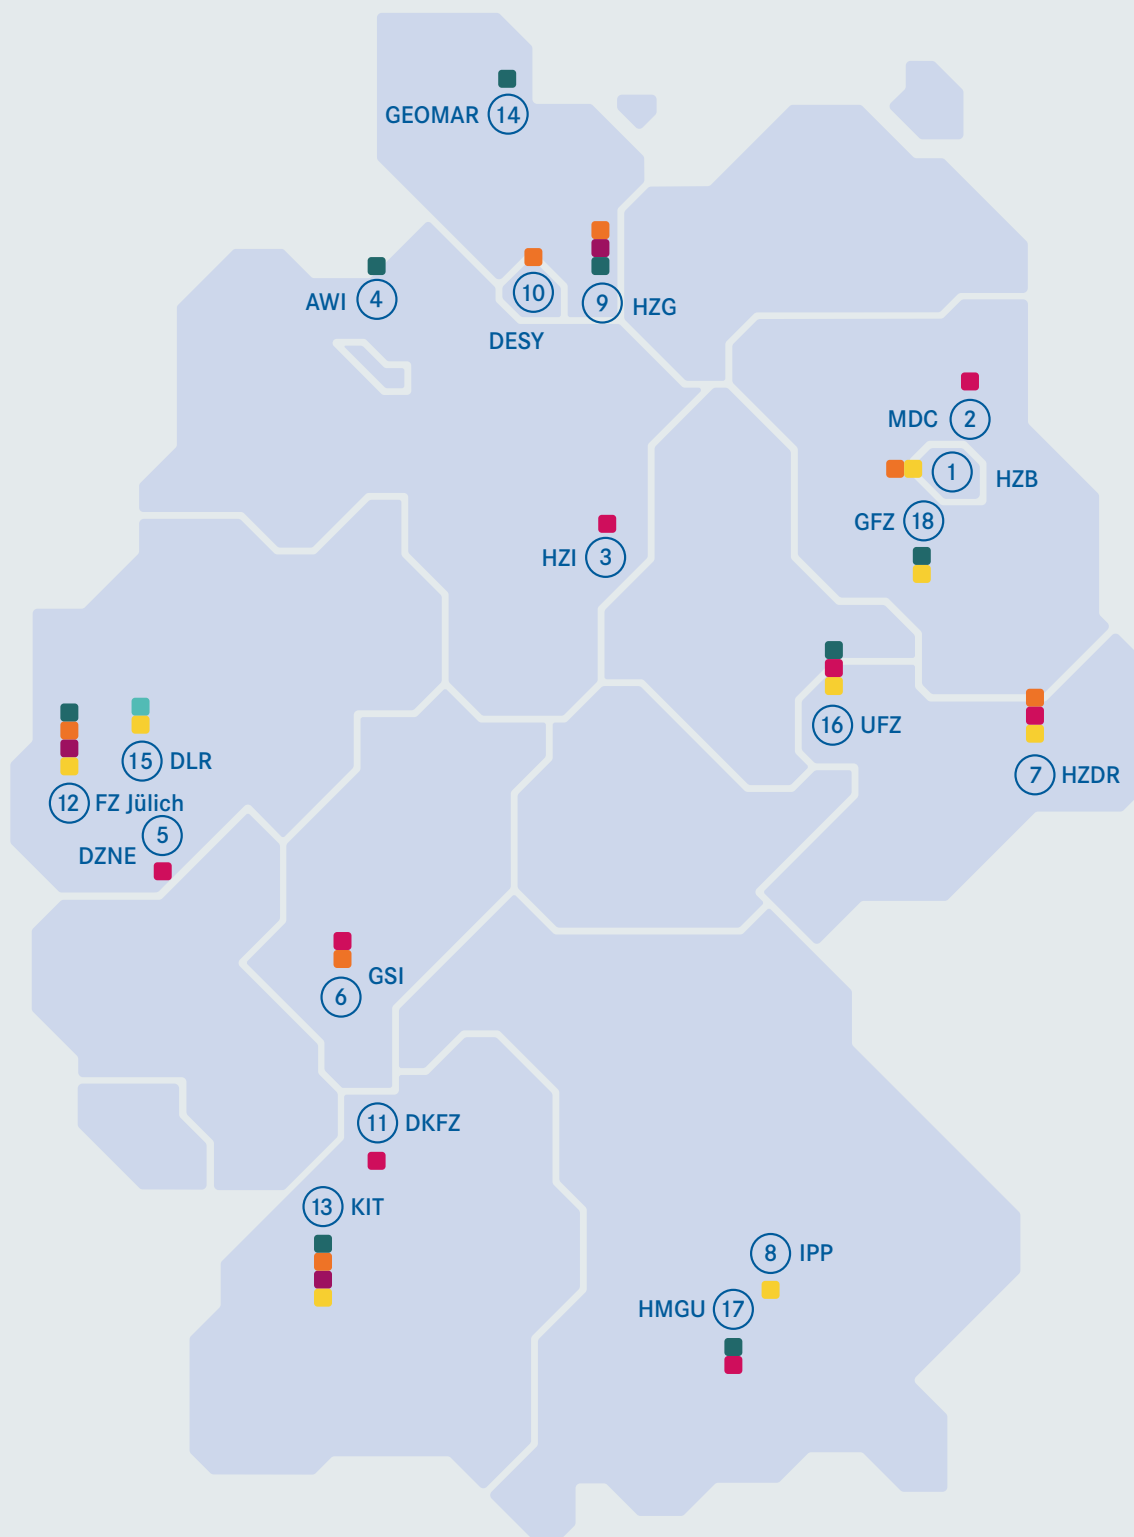 GEOMAR 14
AWI 4
10
DESY
9 HZG
MDC 2
1 HZB
GFZ 18
HZI 3
16 UFZ
15 DLR
7 HZDR
12 FZ Jülich
5
DZNE
GSI
6
11 DKFZ
13 KIT
8 IPP
HMGU 17